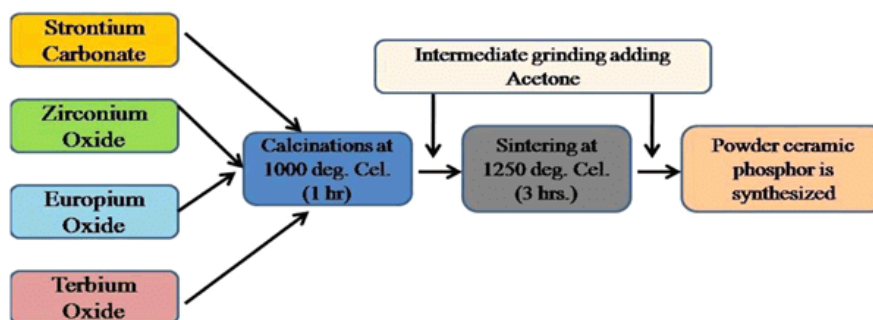 Strontium
Carbonate
Zirconium
Oxide
Europium
Oxide
Terbium
Oxide
Calcinations at
1000 deg. Cel.
(1 hr)
Intermediate grinding adding
Acetone
Sintering at
1250 deg. Cel.
(3 hrs.)
Powder ceramic
phosphor is
synthesized